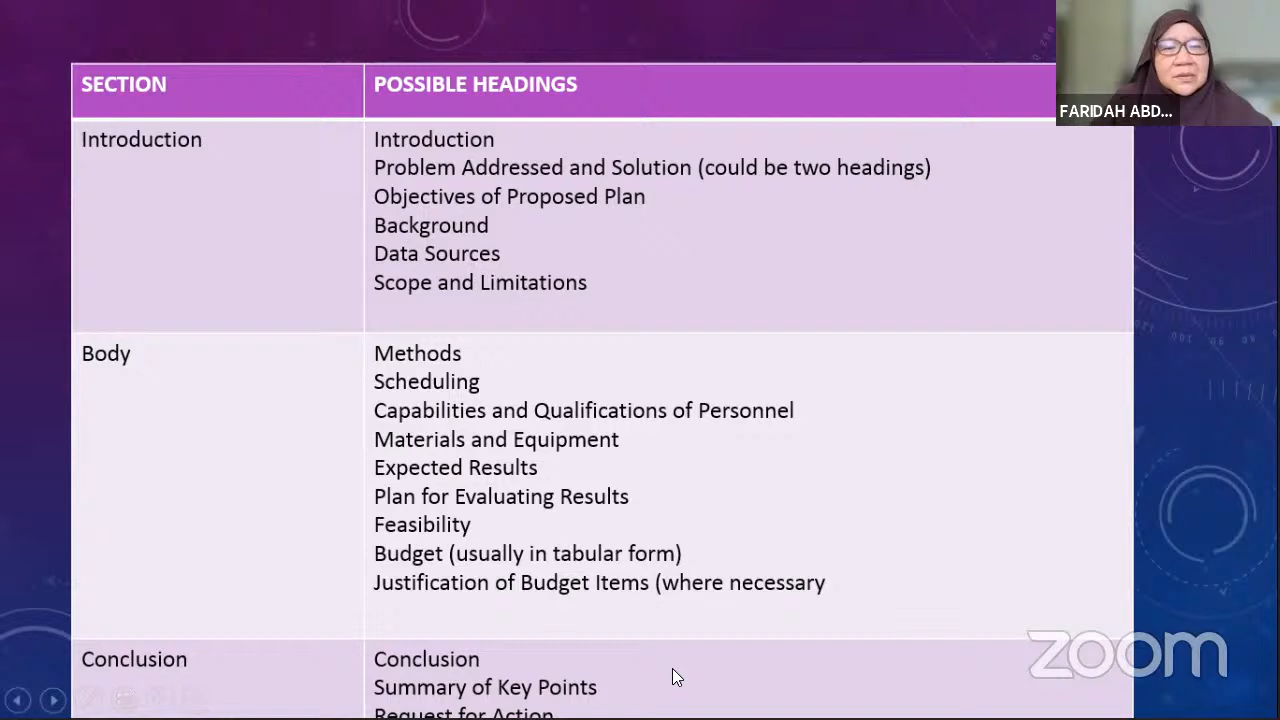 SECTION
POSSIBLE HEADINGS
Introduction
Introduction
Problem Addressed and Solution (could be two headings)
Objectives of Proposed Plan
Background
Data Sources
Scope and Limitations
Body
Methods
Scheduling
Capabilities and Qualifications of Personnel
Materials and Equipment
Expected Results
Plan for Evaluating Results
Feasibility
Budget (usually in tabular form)
Justification of Budget Items (where necessary
Conclusion
Conclusion
Summary of Key Points
Request for Action
FARIDAH ABD...
zoom